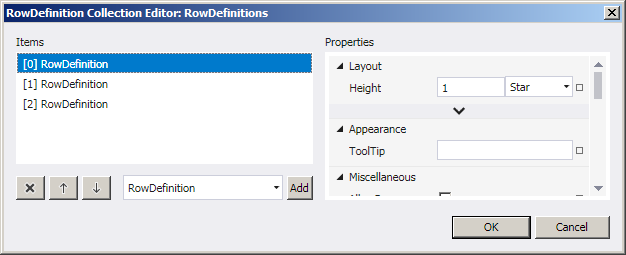 RowDefinition Collection Editor: RowDefinitions
Items
[0] RowDefinition
[1] RowDefinition
[2] RowDefinition
RowDefinition
Add
Properties
Layout
Height 1 Star
Appearance
ToolTip
Miscellaneous
OK
Cancel